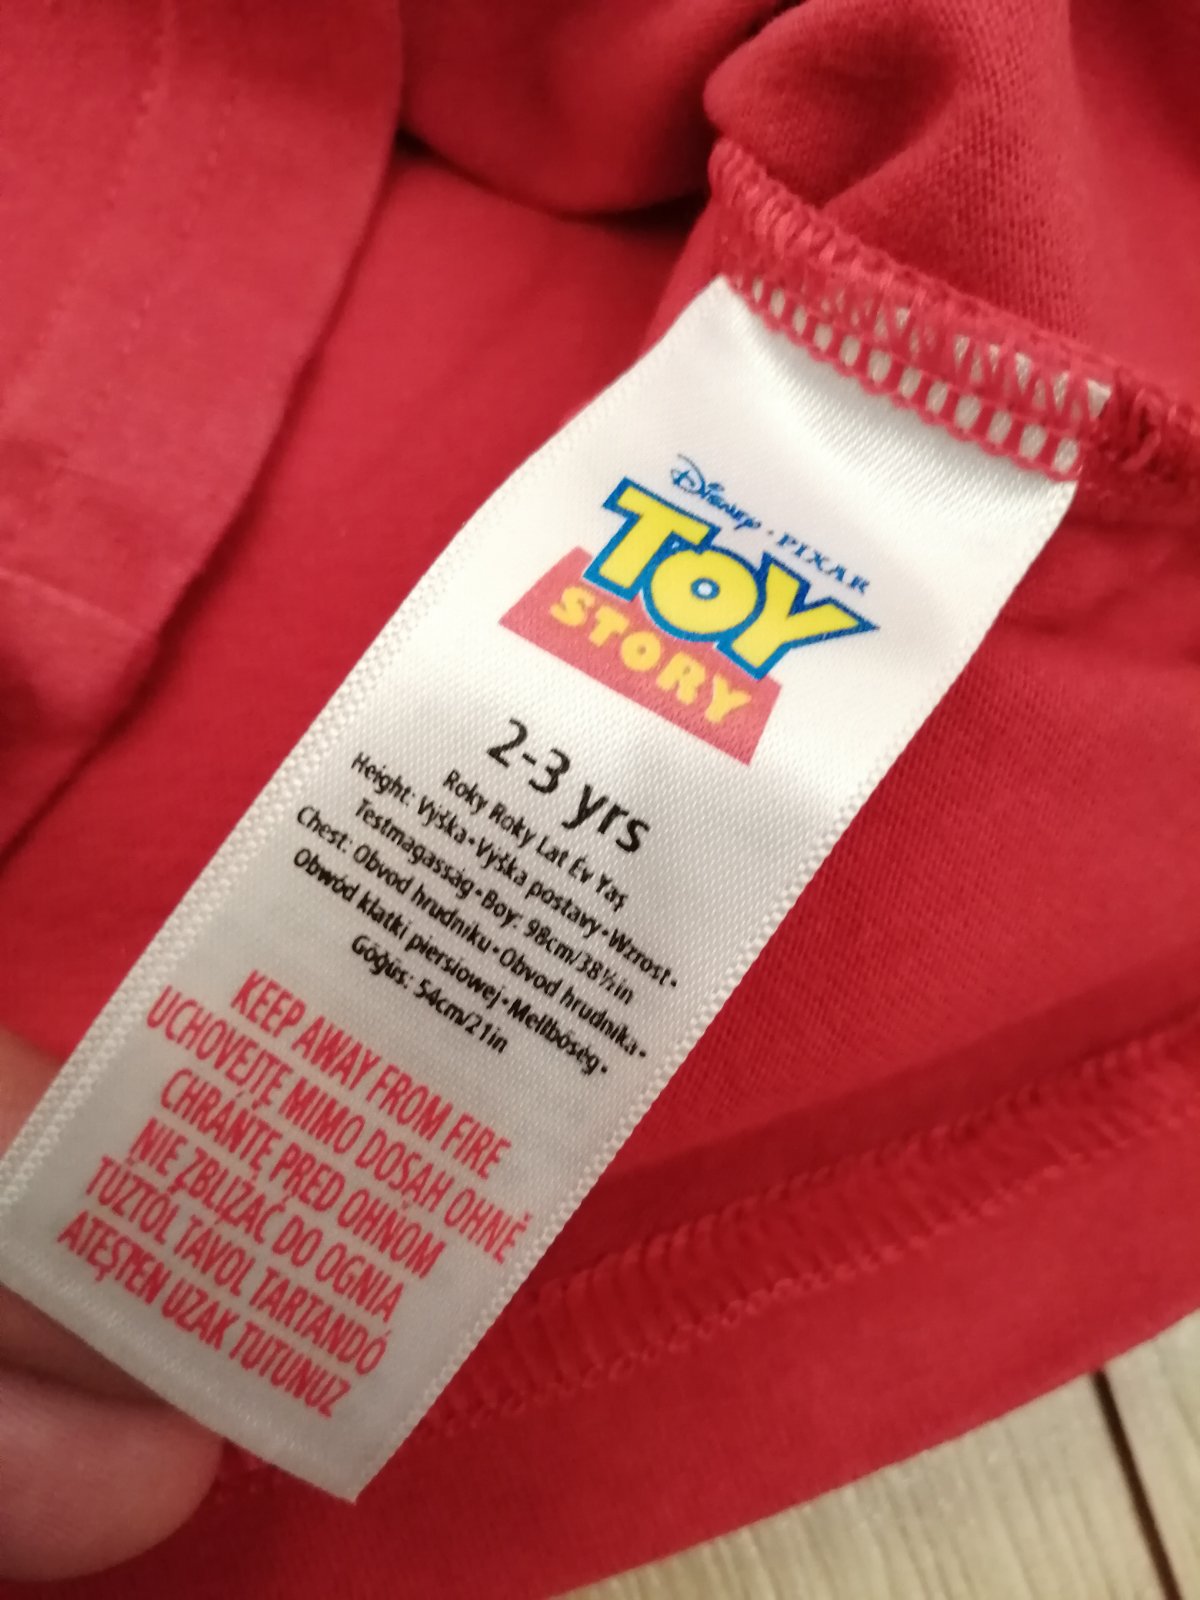 Disney · PIXAR
TOY
STORY
2-3 yrs
Roky Roky Lat Év Yaş
Height: Výška • Výška postavy • Wzrost •
Testmagasság • Boy: 98cm/38½in
Chest: Obvod hrudníku • Obvod hrudníka •
Obwód klatki piersiowej • Mellbőség •
Göğüs: 54cm/21in
KEEP AWAY FROM FIRE
UCHOVEJTE MIMO DOSAH OHNĚ
CHRÁŇTE PRED OHŇOM
NIE ZBLIŻAĆ DO OGNIA
TŰZTŐL TÁVOL TARTANDÓ
ATEŞTEN UZAK TUTUNUZ